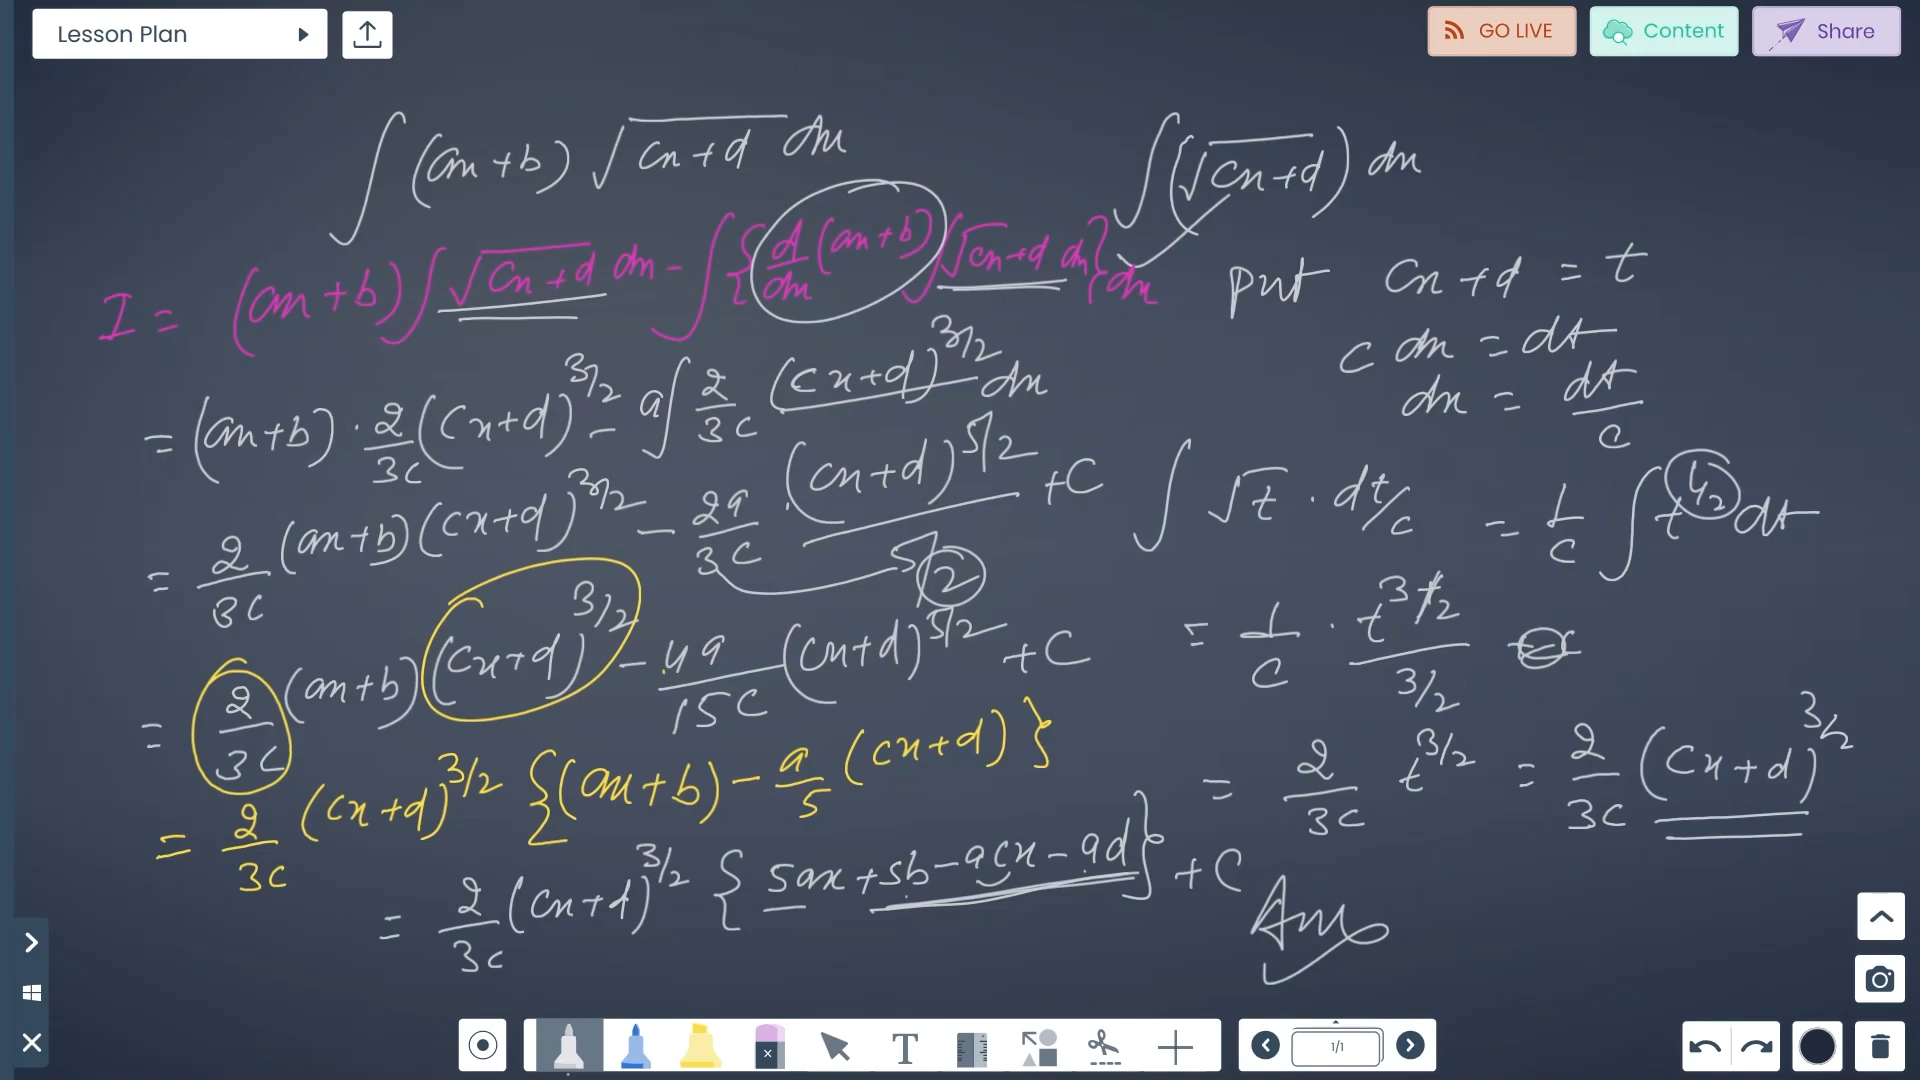 Lesson Plan
GO LIVE
Content
Share
∫ (ax + b) √(cx + d) dx
I = (ax + b) ∫ √(cx + d) dx - ∫ { d/dx (ax + b) ∫ √cx + d dx } dx
= (ax + b) . 2/3c (cx + d)^3/2 - a ∫ 2/3c (cx + d)^3/2 dx
= 2/3c (ax + b) (cx + d)^3/2 - 2a/3c . (cx + d)^5/2 / 5/2 + C
= 2/3c (ax + b) (cx + d)^3/2 - 4a/15c (cx + d)^5/2 + C
= 2/3c (cx + d)^3/2 { (ax + b) - a/5 (cx + d) }
= 2/3c (cx + d)^3/2 { 5ax + 5b - acx - ad } + C
Ans
∫ (√cx + d) dx
put cx + d = t
c dx = dt
dx = dt/c
∫ √t . dt/c = 1/c ∫ t^1/2 dt
= 1/c . t^3/2 / 3/2
= 2/3c t^3/2 = 2/3c (cx + d)^3/2
1/1